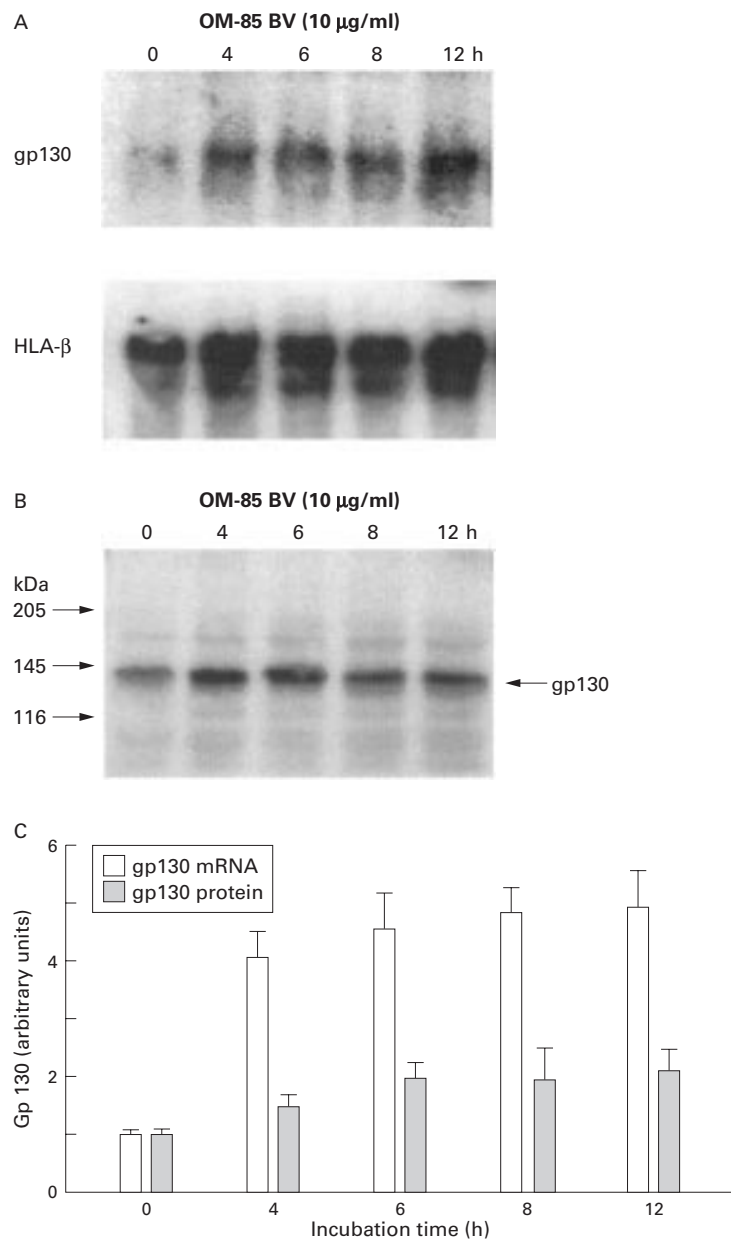 A
OM-85 BV (10 μg/ml)
0 4 6 8 12 h
gp130
HLA-β
B
OM-85 BV (10 μg/ml)
0 4 6 8 12 h
kDa
205
145
gp130
116
C
6
gp130 mRNA
gp130 protein
4
Gp 130 (arbitrary units)
2
0
0 4 6 8 12
Incubation time (h)